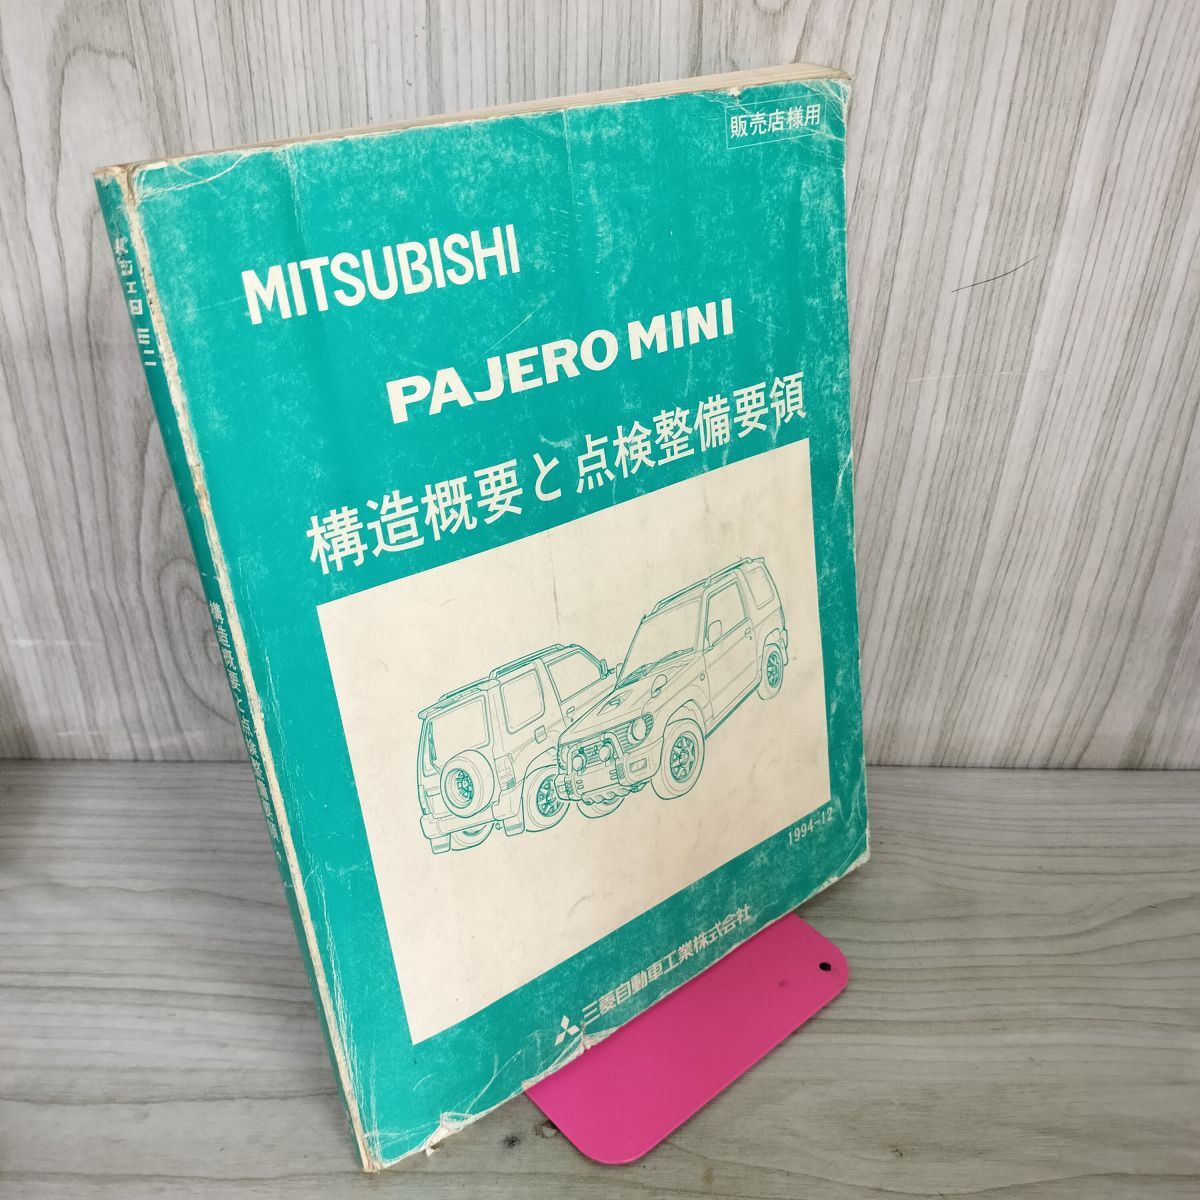 販売店様用
MITSUBISHI
PAJERO MINI
構造概要と点検整備要領
1994-12
三菱自動車工業株式会社
パジェロ ミニ
構造概要と点検整備要領